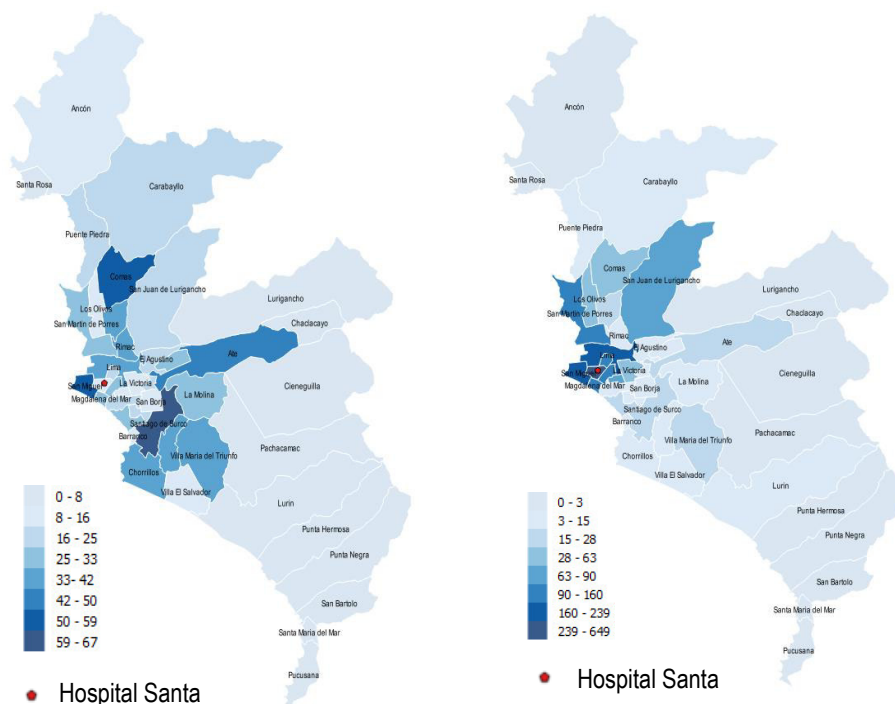 Ancón
Santa Rosa
Carabayllo
Puente Piedra
Comas
San Juan de Lurigancho
Los Olivos
Lurigancho
San Martin de Porres
Chaclacayo
Rimac
Ate
El Agustino
Lima
San Miguel
La Victoria
Cieneguilla
La Molina
Magdalena del Mar
San Borja
Santiago de Surco
Barranco
Pachacamac
Villa Maria del Triunfo
Chorrillos
Villa El Salvador
Lurin
Punta Hermosa
Punta Negra
San Bartolo
Santa Maria del Mar
Pucusana
0 - 8
8 - 16
16 - 25
25 - 33
33- 42
42 - 50
50 - 59
59 - 67
Hospital Santa
Ancón
Santa Rosa
Carabayllo
Puente Piedra
Comas
San Juan de Lurigancho
Los Olivos
Lurigancho
San Martin de Porres
Chaclacayo
Rimac
Ate
El Agustino
Lima
San Miguel
La Victoria
Cieneguilla
La Molina
Magdalena del Mar
San Borja
Santiago de Surco
Barranco
Pachacamac
Villa Maria del Triunfo
Chorrillos
Villa El Salvador
Lurin
Punta Hermosa
Punta Negra
San Bartolo
Santa Maria del Mar
Pucusana
0 - 3
3 - 15
15 - 28
28 - 63
63 - 90
90 - 160
160 - 239
239 - 649
Hospital Santa